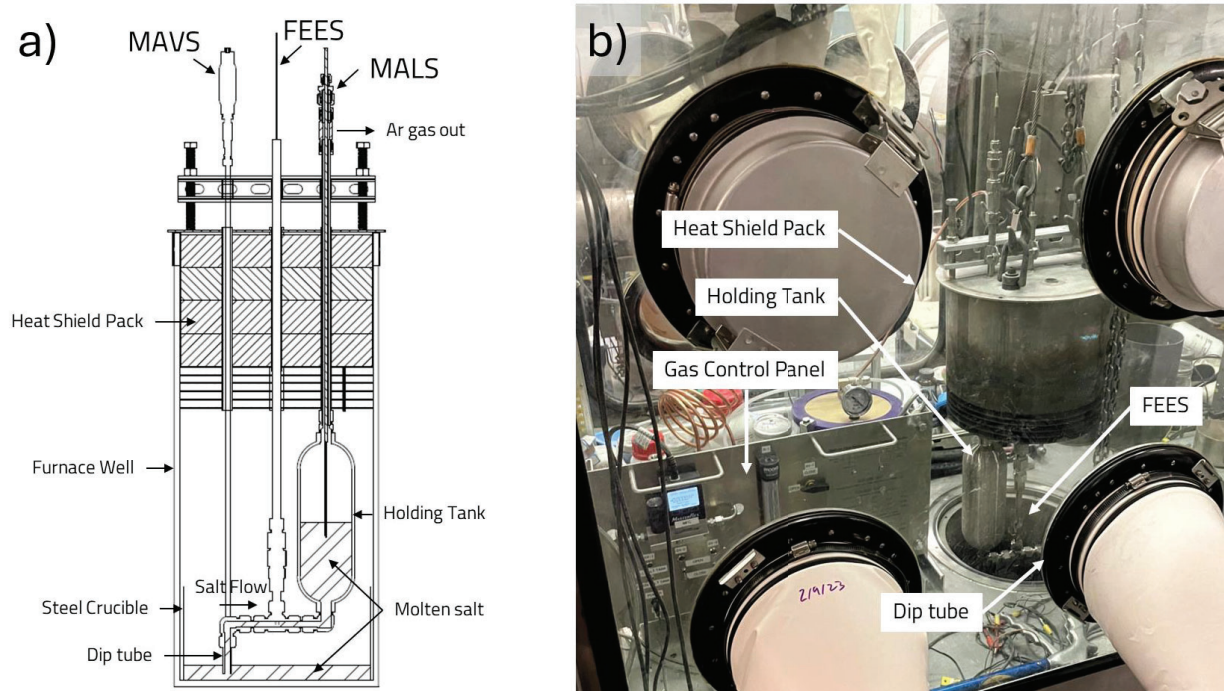 a)
MAVS
FEES
MALS
Ar gas out
Heat Shield Pack
Furnace Well
Holding Tank
Salt Flow
Steel Crucible
Molten salt
Dip tube
b)
Heat Shield Pack
Holding Tank
Gas Control Panel
FEES
2/9/23
Dip tube